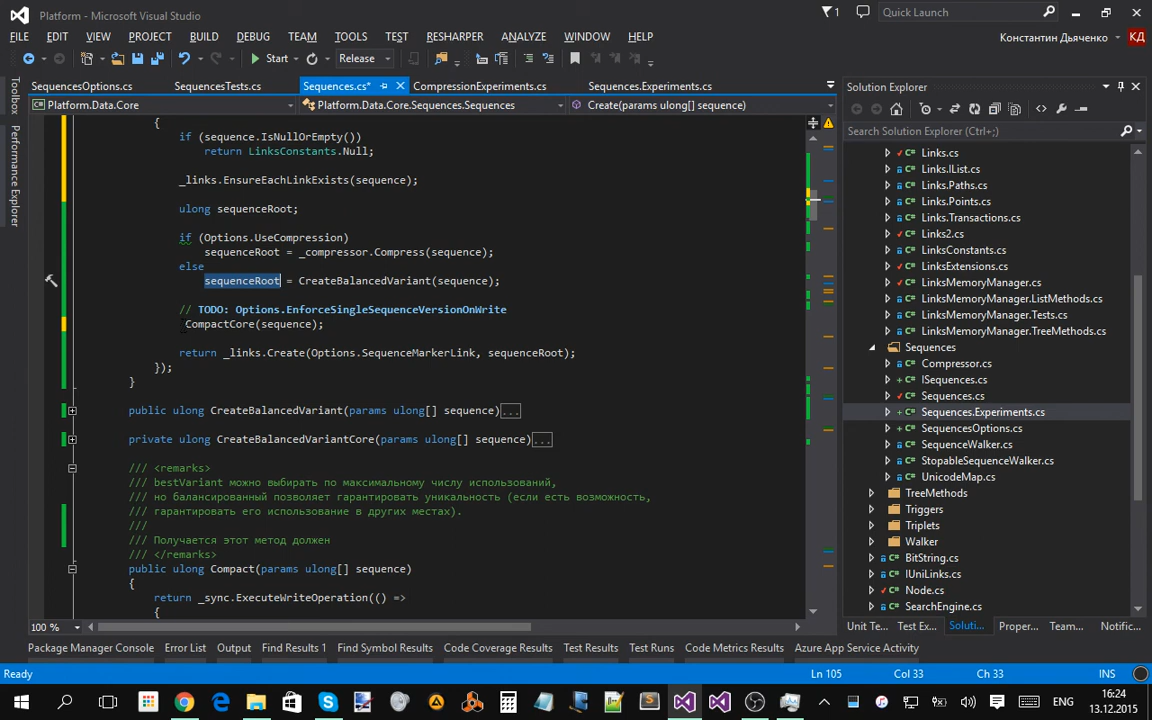 Platform - Microsoft Visual Studio
1
Quick Launch
FILE EDIT VIEW PROJECT BUILD DEBUG TEAM TOOLS TEST RESHARPER ANALYZE WINDOW HELP
Константин Дьяченко КД
Start Release
SequencesOptions.cs SequencesTests.cs Sequences.cs* CompressionExperiments.cs Sequences.Experiments.cs
Platform.Data.Core Platform.Data.Core.Sequences.Sequences Create(params ulong[] sequence)
Toolbox
Performance Explorer
{
if (sequence.IsNullOrEmpty())
return LinksConstants.Null;
_links.EnsureEachLinkExists(sequence);
ulong sequenceRoot;
if (Options.UseCompression)
sequenceRoot = _compressor.Compress(sequence);
else
sequenceRoot = CreateBalancedVariant(sequence);
// TODO: Options.EnforceSingleSequenceVersionOnWrite
CompactCore(sequence);
return _links.Create(Options.SequenceMarkerLink, sequenceRoot);
});
}
public ulong CreateBalancedVariant(params ulong[] sequence)...
private ulong CreateBalancedVariantCore(params ulong[] sequence)...
/// <remarks>
/// bestVariant можно выбирать по максимальному числу использований,
/// но балансированный позволяет гарантировать уникальность (если есть возможность,
/// гарантировать его использование в других местах).
///
/// Получается этот метод должен
/// </remarks>
public ulong Compact(params ulong[] sequence)
{
return _sync.ExecuteWriteOperation(() =>
{
100 %
Solution Explorer
Search Solution Explorer (Ctrl+;)
Links.cs
Links.IList.cs
Links.Paths.cs
Links.Points.cs
Links.Transactions.cs
Links2.cs
LinksConstants.cs
LinksExtensions.cs
LinksMemoryManager.cs
LinksMemoryManager.ListMethods.cs
LinksMemoryManager.Tests.cs
LinksMemoryManager.TreeMethods.cs
Sequences
Compressor.cs
ISequences.cs
Sequences.cs
Sequences.Experiments.cs
SequencesOptions.cs
SequenceWalker.cs
StopableSequenceWalker.cs
UnicodeMap.cs
TreeMethods
Triggers
Triplets
Walker
BitString.cs
IUniLinks.cs
Node.cs
SearchEngine.cs
Unit Te... Test Ex... Soluti... Proper... Team... Notific...
Package Manager Console Error List Output Find Results 1 Find Symbol Results Code Coverage Results Test Results Test Runs Code Metrics Results Azure App Service Activity
Ready Ln 105 Col 33 Ch 33 INS
ENG
16:24
13.12.2015